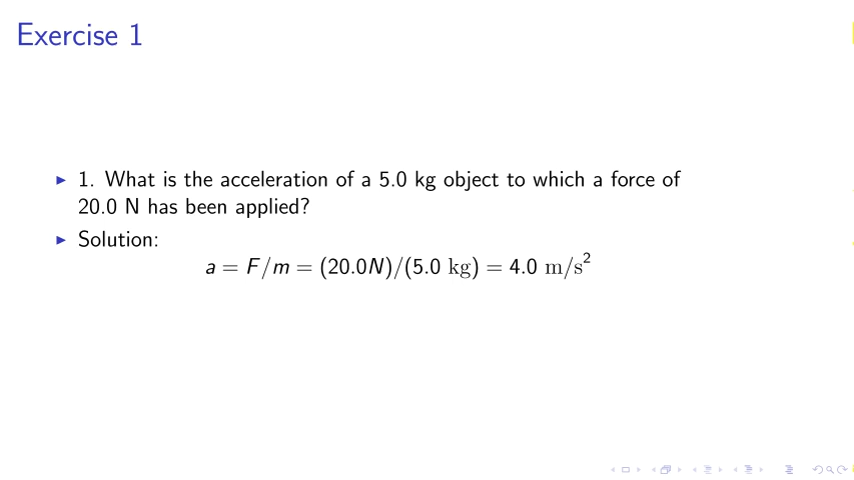 Exercise 1
1. What is the acceleration of a 5.0 kg object to which a force of
20.0 N has been applied?
Solution:
a = F/m = (20.0N)/(5.0 kg) = 4.0 m/s²